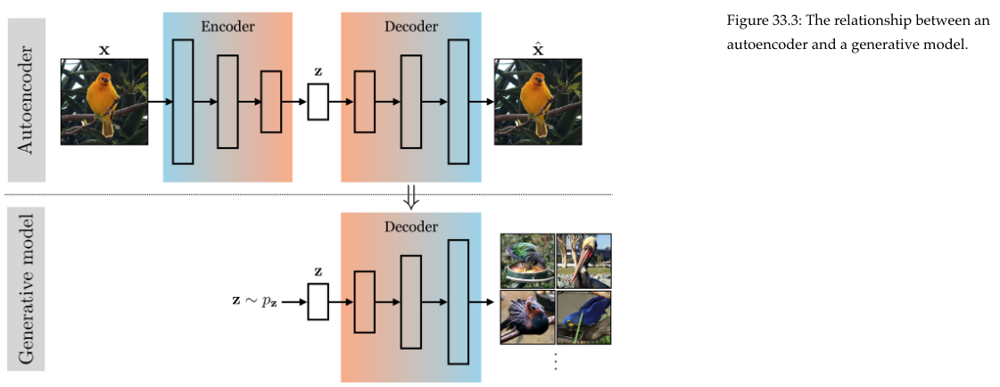 Figure 33.3: The relationship between an
autoencoder and a generative model.
Autoencoder
x
Encoder
z
Decoder
x̂
Generative model
z ∼ p_z
z
Decoder
⋮